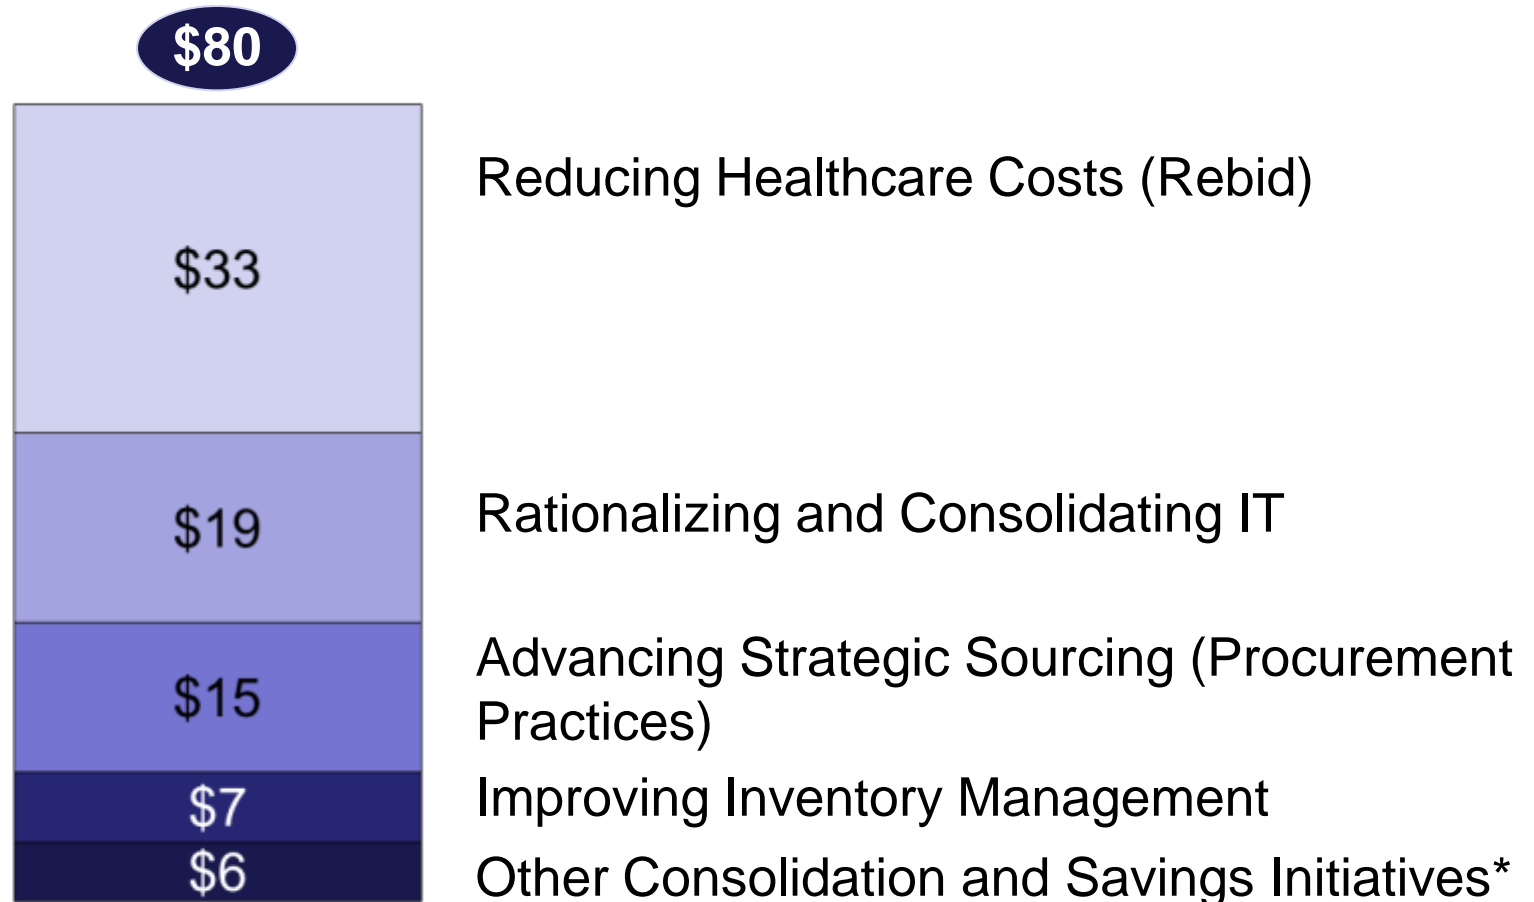 $80
$33
Reducing Healthcare Costs (Rebid)
$19
Rationalizing and Consolidating IT
$15
Advancing Strategic Sourcing (Procurement
Practices)
$7
Improving Inventory Management
$6
Other Consolidation and Savings Initiatives*